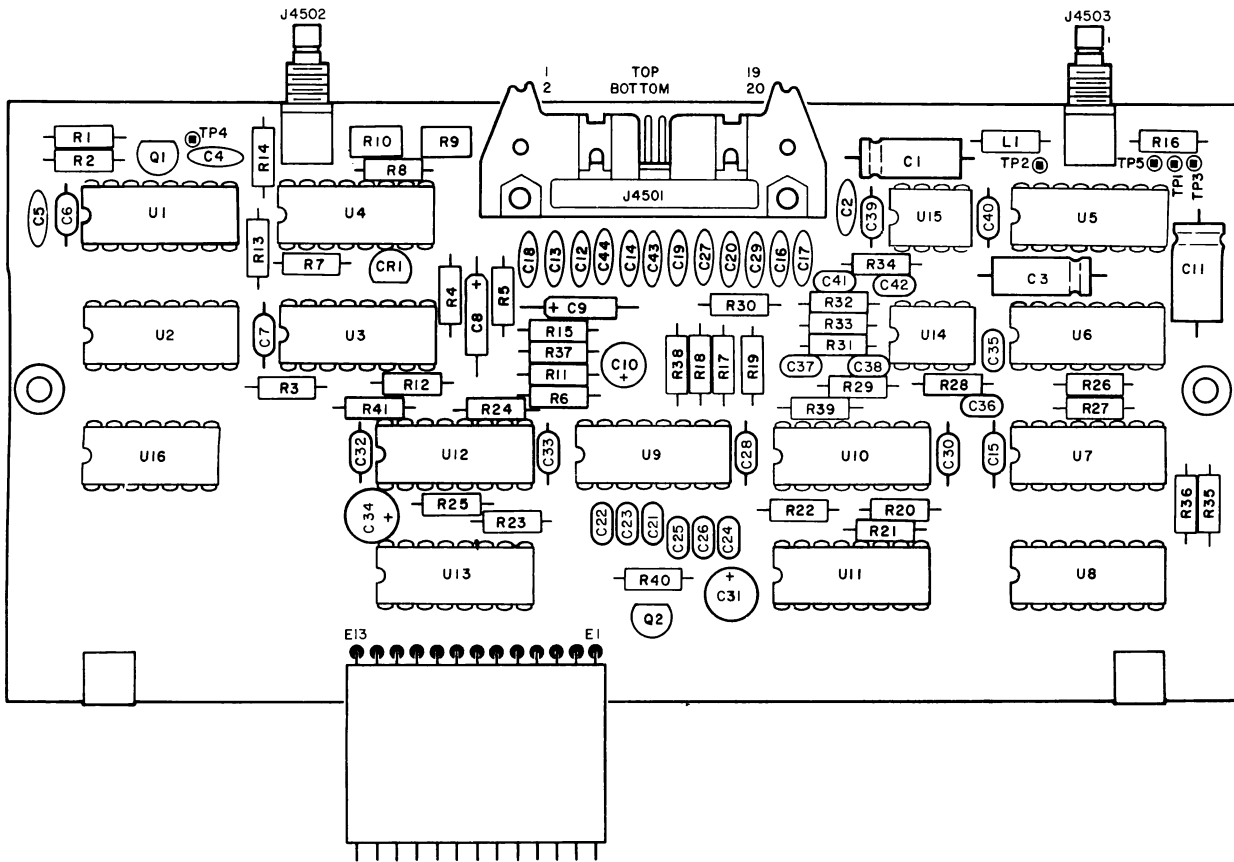 J4502
J4503
1 TOP 19
2 BOTTOM 20
R1
R2
Q1
TP4
C4
R14
R10
R9
R8
C1
L1
TP2
R16
TP5
TP1
TP3
C5
C6
U1
U4
J4501
C2
C39
U15
C40
U5
R13
R7
CR1
R4
C8
+
R5
C18
C13
C12
C44
C14
C43
C19
C27
C20
C29
C16
C17
R34
C41
C42
C3
C11
U2
C7
U3
+ C9
R30
R32
R33
R31
U14
C35
U6
R15
R37
R11
R6
C10
+
R38
R18
R17
R19
C37
C38
R3
R12
R29
R28
R26
R41
R24
R39
C36
R27
U16
C32
U12
C33
U9
C28
U10
C30
C15
U7
C34
+
R25
R23
C22
C23
C21
C25
C26
C24
R22
R20
R21
R36
R35
U13
R40
+
C31
U11
U8
Q2
E13
E1